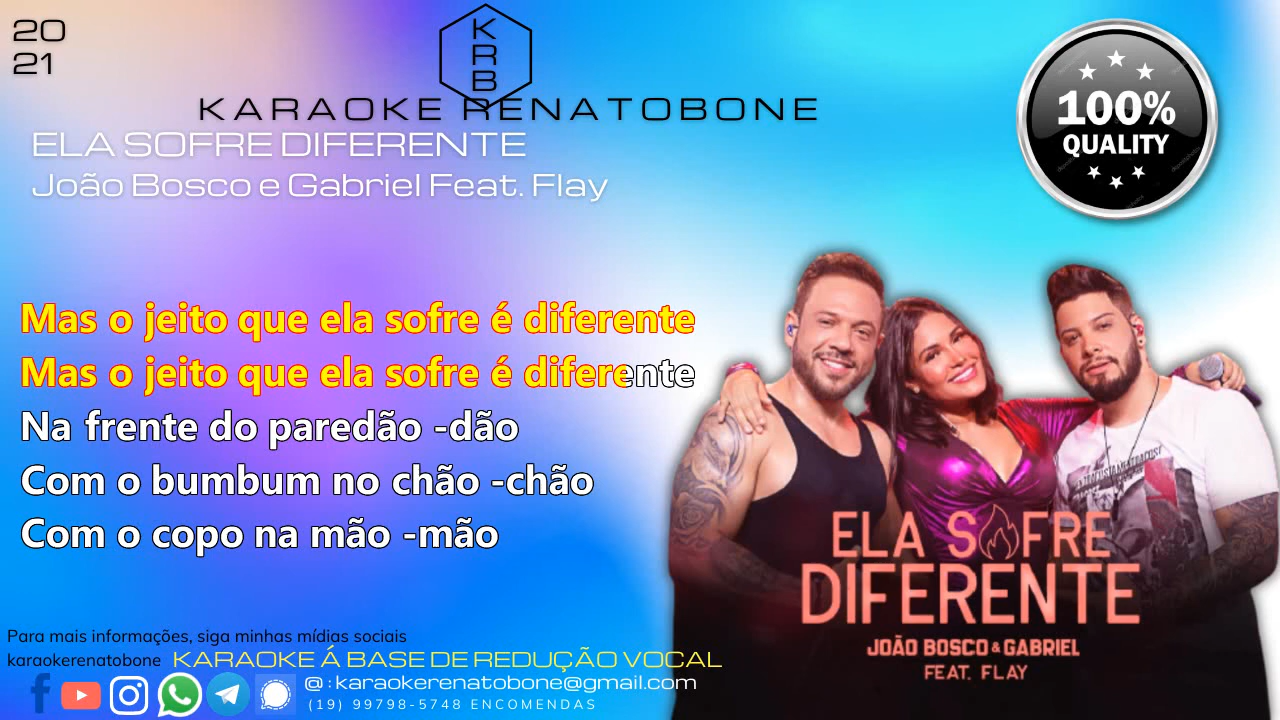 20
21
K
R
B
KARAOKE RENATOBONE
ELA SOFRE DIFERENTE
João Bosco e Gabriel Feat. Flay
100%
QUALITY
Mas o jeito que ela sofre é diferente
Mas o jeito que ela sofre é diferente
Na frente do paredão -dão
Com o bumbum no chão -chão
Com o copo na mão -mão
ELA SOFRE
DIFERENTE
JOÃO BOSCO & GABRIEL
FEAT. FLAY
Para mais informações, siga minhas mídias sociais
karaokerenatobone
KARAOKE Á BASE DE REDUÇÃO VOCAL
@ : karaokerenatobone@gmail.com
(19) 99798-5748 ENCOMENDAS